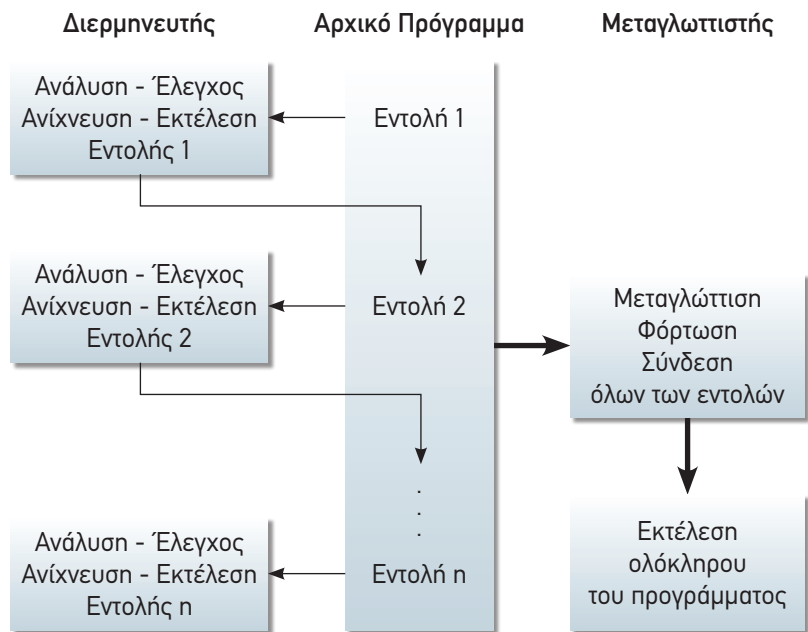 Διερμηνευτής
Αρχικό Πρόγραμμα
Μεταγλωττιστής
Ανάλυση - Έλεγχος
Ανίχνευση - Εκτέλεση
Εντολής 1
Εντολή 1
Ανάλυση - Έλεγχος
Ανίχνευση - Εκτέλεση
Εντολής 2
Εντολή 2
Μεταγλώττιση
Φόρτωση
Σύνδεση
όλων των εντολών
.
.
.
Ανάλυση - Έλεγχος
Ανίχνευση - Εκτέλεση
Εντολής n
Εντολή n
Εκτέλεση
ολόκληρου
του προγράμματος